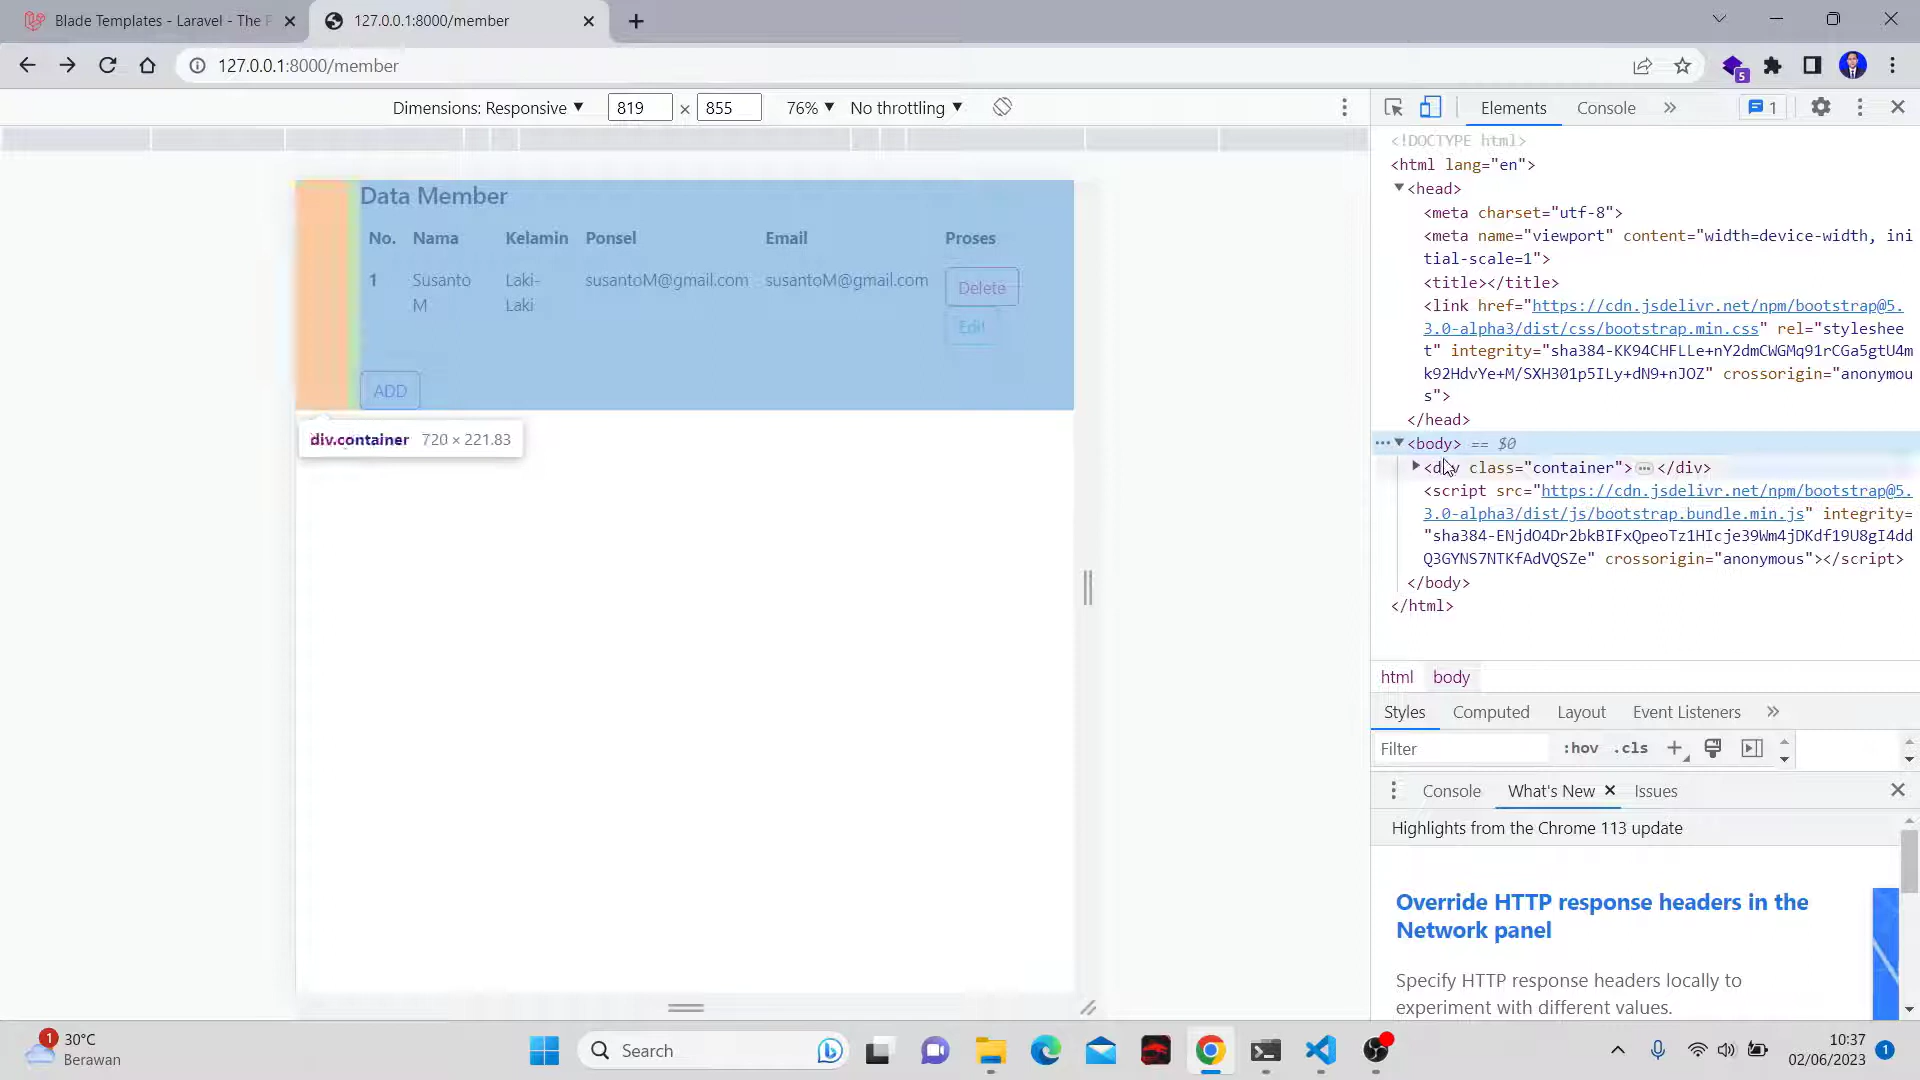 Blade Templates - Laravel - The P
127.0.0.1:8000/member
127.0.0.1:8000/member
5
Dimensions: Responsive
819
×
855
76%
No throttling
Elements
Console
1
<!DOCTYPE html>
<html lang="en">
<head>
<meta charset="utf-8">
<meta name="viewport" content="width=device-width, ini
tial-scale=1">
<title></title>
<link href="https://cdn.jsdelivr.net/npm/bootstrap@5.
3.0-alpha3/dist/css/bootstrap.min.css" rel="styleshee
t" integrity="sha384-KK94CHFLLe+nY2dmCWGMq91rCGa5gtU4m
k92HdvYe+M/SXH301p5ILy+dN9+nJOZ" crossorigin="anonymou
s">
</head>
<body> == $0
<div class="container"> </div>
<script src="https://cdn.jsdelivr.net/npm/bootstrap@5.
3.0-alpha3/dist/js/bootstrap.bundle.min.js" integrity=
"sha384-ENjdO4Dr2bkBIFxQpeoTz1HIcje39Wm4jDKdf19U8gI4dd
Q3GYNS7NTKfAdVQSZe" crossorigin="anonymous"></script>
</body>
</html>
html
body
Styles
Computed
Layout
Event Listeners
Filter
:hov
.cls
Console
What's New
Issues
Highlights from the Chrome 113 update
Override HTTP response headers in the
Network panel
Specify HTTP response headers locally to
experiment with different values.
Data Member
No. Nama Kelamin Ponsel Email Proses
1 Susanto Laki- susantoM@gmail.com susantoM@gmail.com Delete
M Laki Edit
ADD
div.container 720 × 221.83
1
30°C
Berawan
Search
10:37
02/06/2023
1